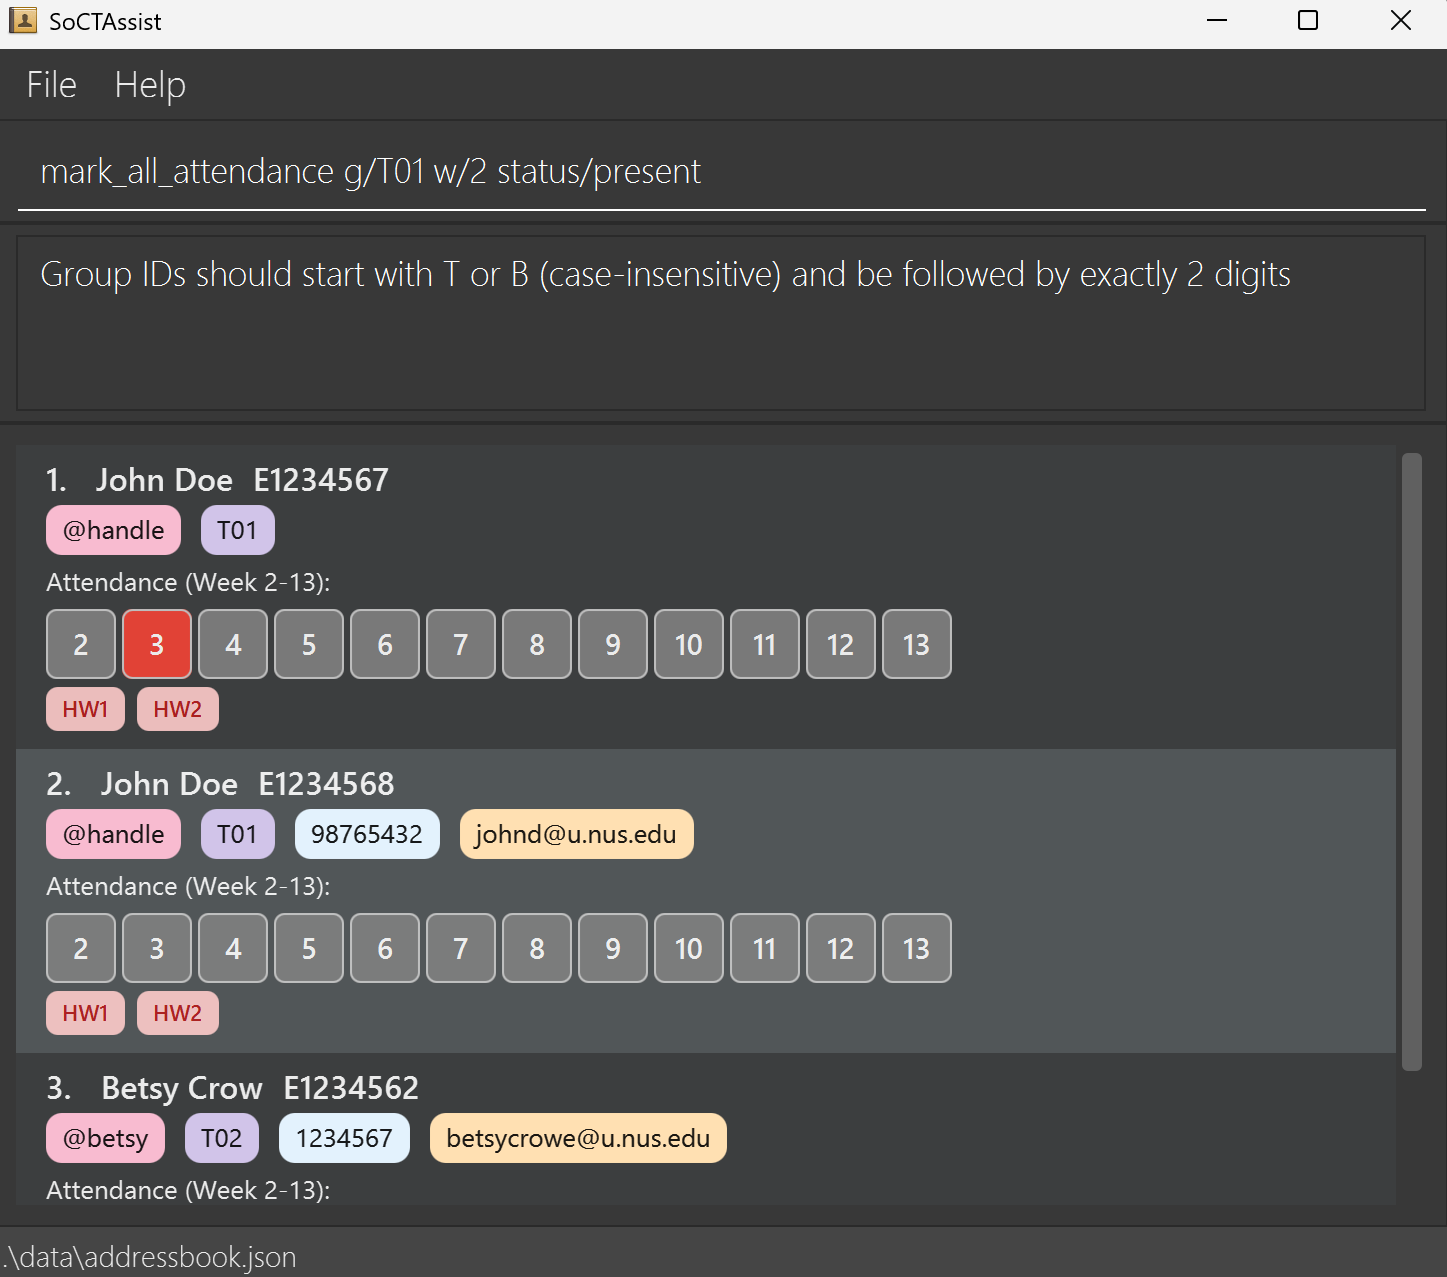 SoCTAssist
File Help
mark_all_attendance g/T01 w/2 status/present
Group IDs should start with T or B (case-insensitive) and be followed by exactly 2 digits
1. John Doe E1234567
@handle T01
Attendance (Week 2-13):
2 3 4 5 6 7 8 9 10 11 12 13
HW1 HW2
2. John Doe E1234568
@handle T01 98765432 johnd@u.nus.edu
Attendance (Week 2-13):
2 3 4 5 6 7 8 9 10 11 12 13
HW1 HW2
3. Betsy Crow E1234562
@betsy T02 1234567 betsycrowe@u.nus.edu
Attendance (Week 2-13):
.\data\addressbook.json